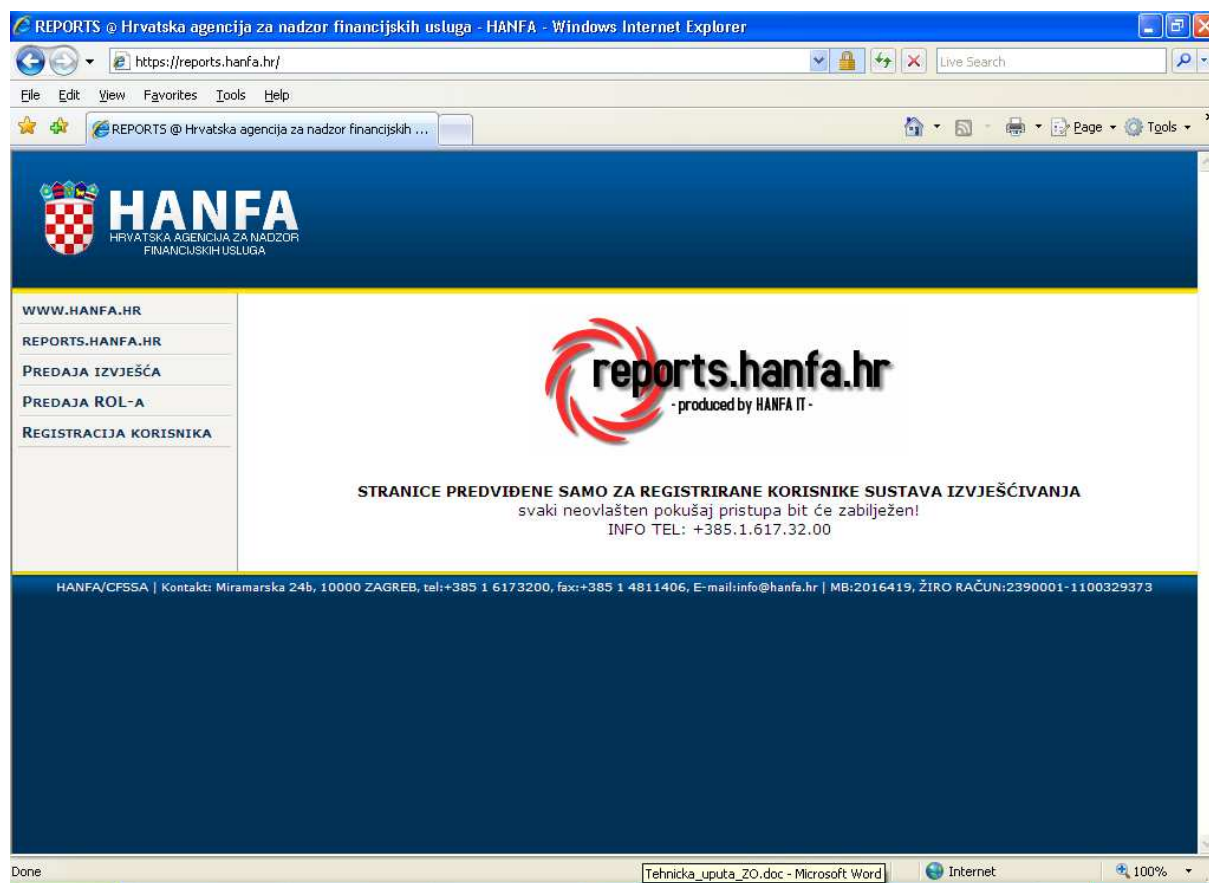 REPORTS @ Hrvatska agencija za nadzor financijskih usluga - HANFA - Windows Internet Explorer
https://reports.hanfa.hr/
Live Search
File Edit View Favorites Tools Help
REPORTS @ Hrvatska agencija za nadzor financijskih ...
Page Tools
HANFA
HRVATSKA AGENCIJA ZA NADZOR
FINANCIJSKIH USLUGA
WWW.HANFA.HR
REPORTS.HANFA.HR
PREDAJA IZVJEŠĆA
PREDAJA ROL-A
REGISTRACIJA KORISNIKA
reports.hanfa.hr
- produced by HANFA IT -
STRANICE PREDVIĐENE SAMO ZA REGISTRIRANE KORISNIKE SUSTAVA IZVJEŠĆIVANJA
svaki neovlašten pokušaj pristupa bit će zabilježen!
INFO TEL: +385.1.617.32.00
HANFA/CFSSA | Kontakt: Miramarska 24b, 10000 ZAGREB, tel:+385 1 6173200, fax:+385 1 4811406, E-mail:info@hanfa.hr | MB:2016419, ŽIRO RAČUN:2390001-1100329373
Done
Tehnicka_uputa_ZO.doc - Microsoft Word
Internet
100%